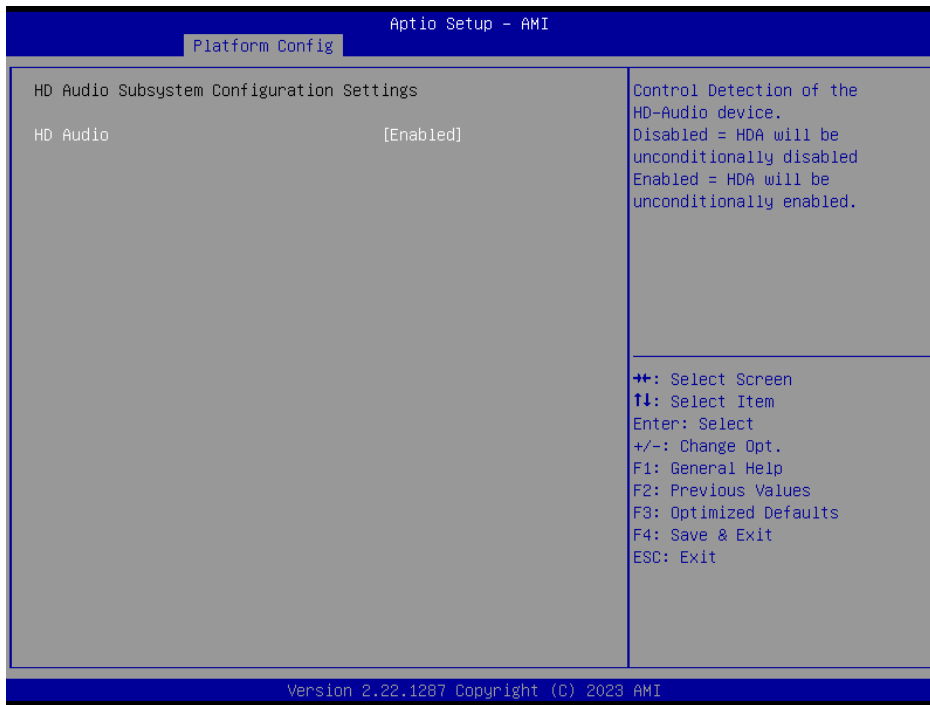 Aptio Setup – AMI
Platform Config
HD Audio Subsystem Configuration Settings
HD Audio [Enabled]
Control Detection of the
HD-Audio device.
Disabled = HDA will be
unconditionally disabled
Enabled = HDA will be
unconditionally enabled.
→←: Select Screen
↑↓: Select Item
Enter: Select
+/-: Change Opt.
F1: General Help
F2: Previous Values
F3: Optimized Defaults
F4: Save & Exit
ESC: Exit
Version 2.22.1287 Copyright (C) 2023 AMI